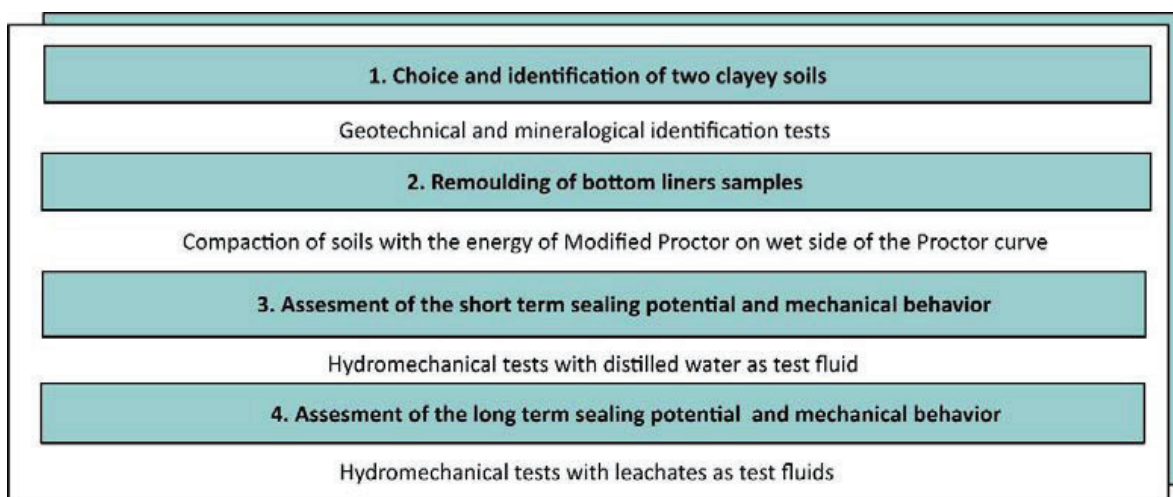 1. Choice and identification of two clayey soils
Geotechnical and mineralogical identification tests
2. Remoulding of bottom liners samples
Compaction of soils with the energy of Modified Proctor on wet side of the Proctor curve
3. Assesment of the short term sealing potential and mechanical behavior
Hydromechanical tests with distilled water as test fluid
4. Assesment of the long term sealing potential and mechanical behavior
Hydromechanical tests with leachates as test fluids